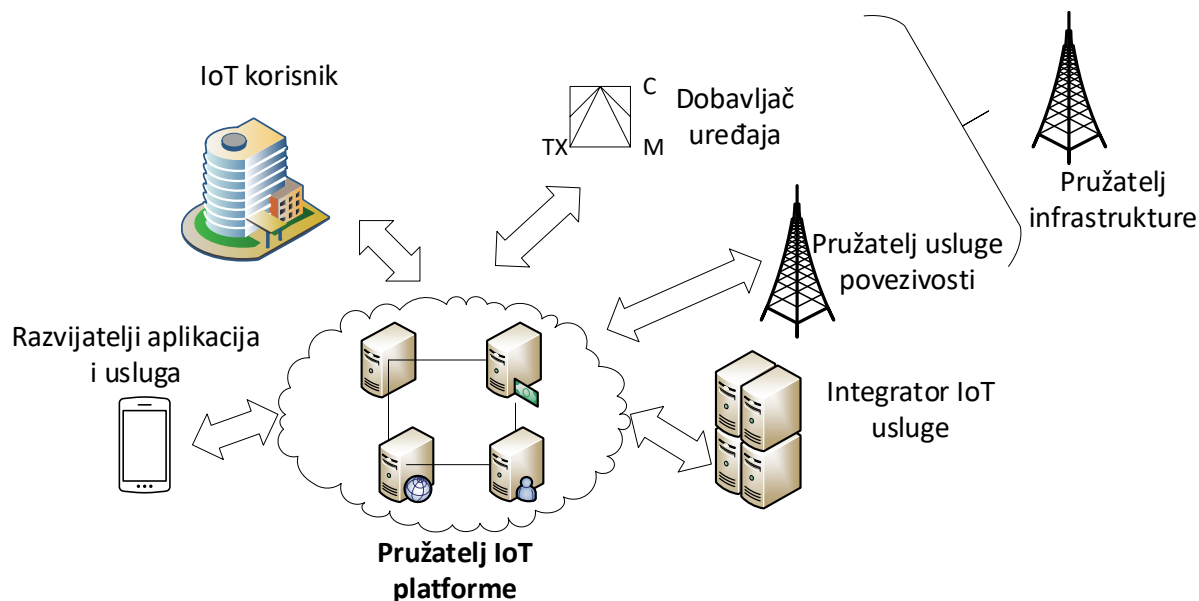 IoT korisnik
C
TX
M
Dobavljač
uređaja
Pružatelj
infrastrukture
Pružatelj usluge
povezivosti
Razvijatelji aplikacija
i usluga
Integrator IoT
usluge
Pružatelj IoT
platforme